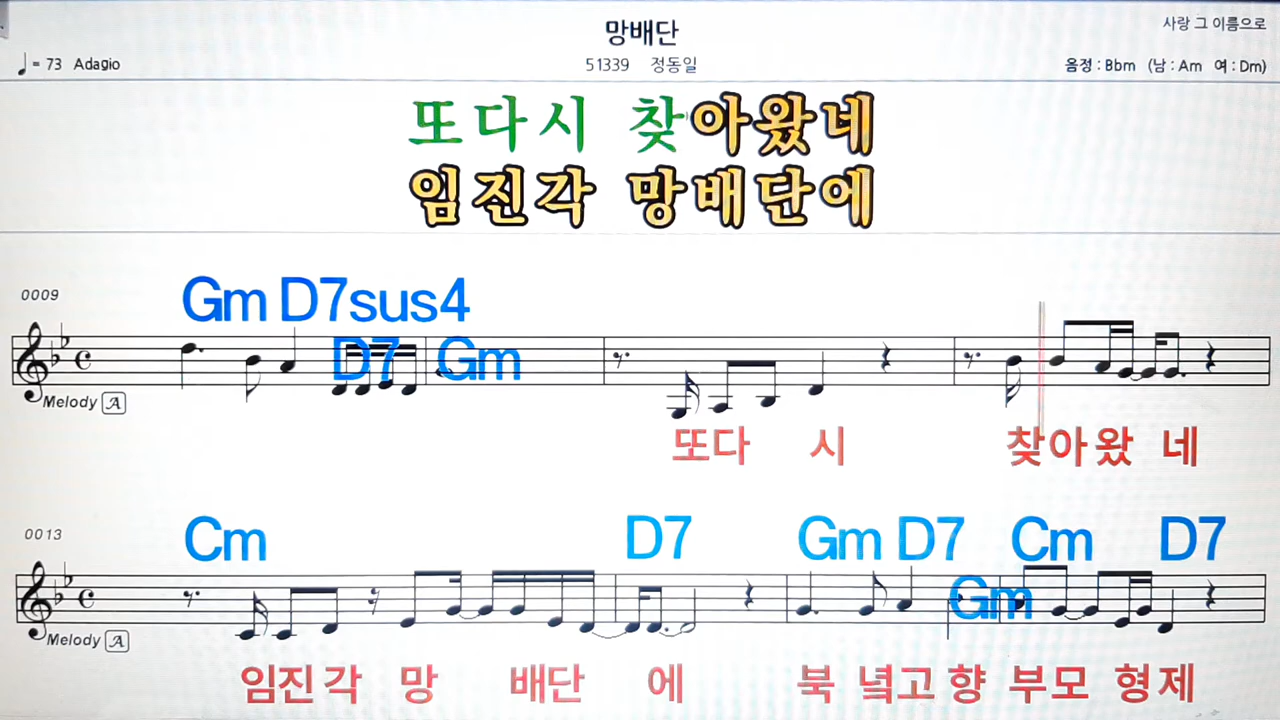 망배단
사랑 그 이름으로
♩= 73 Adagio
51339 정동일
음정 : Bbm (남 : Am 여 : Dm)
또다시 찾아왔네
임진각 망배단에
0009
Gm D7sus4
D7 Gm
Melody A
또다 시 찾아왔 네
0013
Cm D7 Gm D7 Cm D7
Gm
Melody A
임진각 망 배단 에 북녘고향 부모 형제